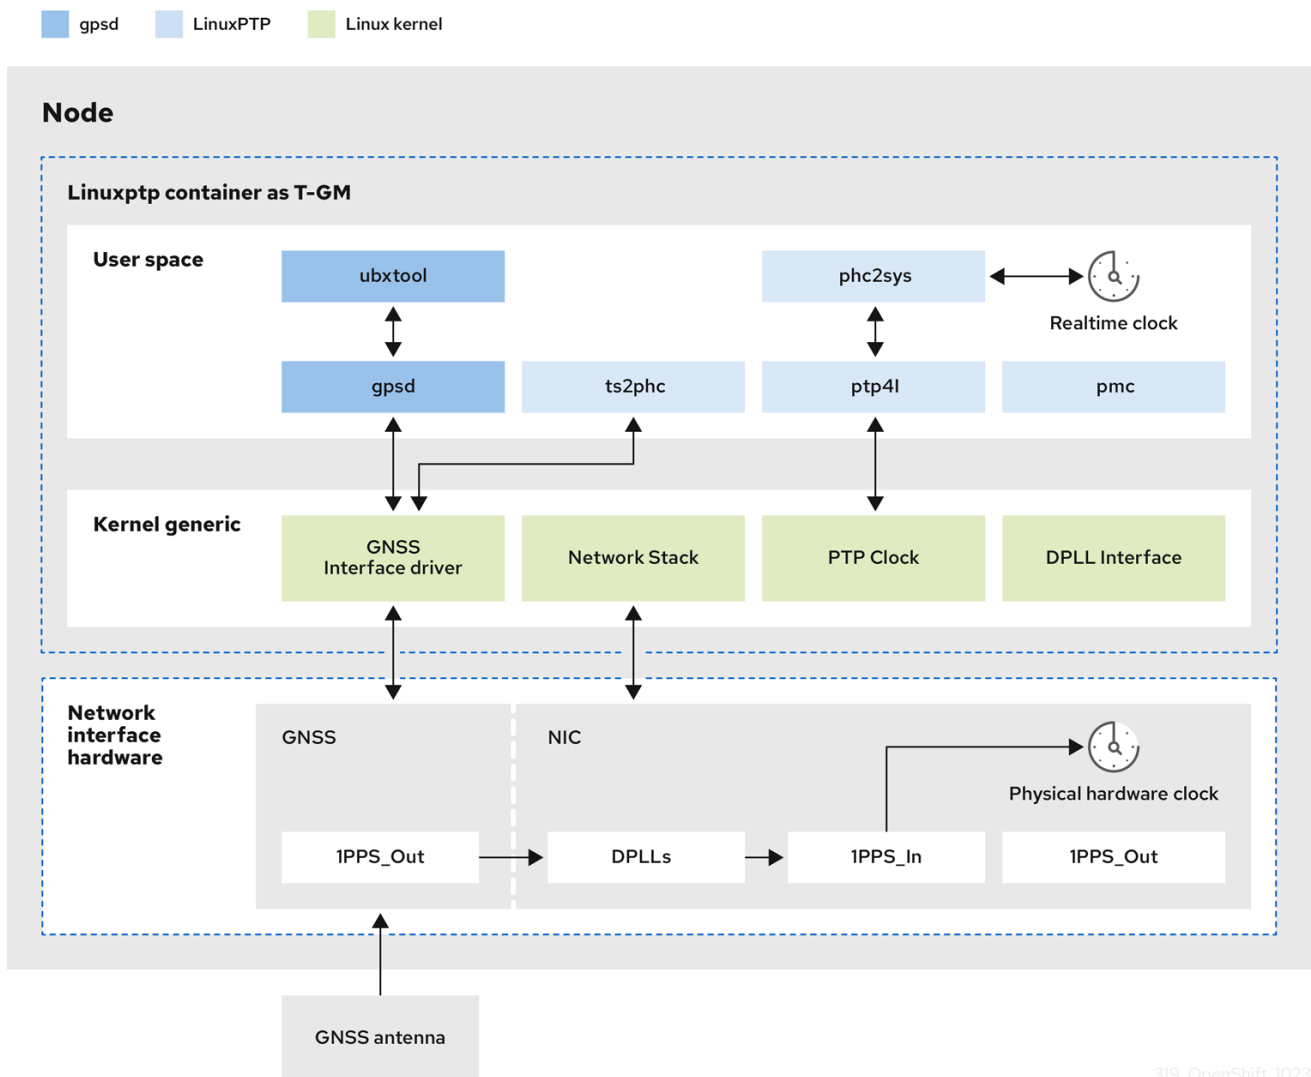 gpsd
LinuxPTP
Linux kernel
Node
Linuxptp container as T-GM
User space
ubxtool
phc2sys
Realtime clock
gpsd
ts2phc
ptp4l
pmc
Kernel generic
GNSS
Interface driver
Network Stack
PTP Clock
DPLL Interface
Network
interface
hardware
GNSS
NIC
Physical hardware clock
1PPS_Out
DPLLs
1PPS_In
1PPS_Out
GNSS antenna
319_OpenShift_1023